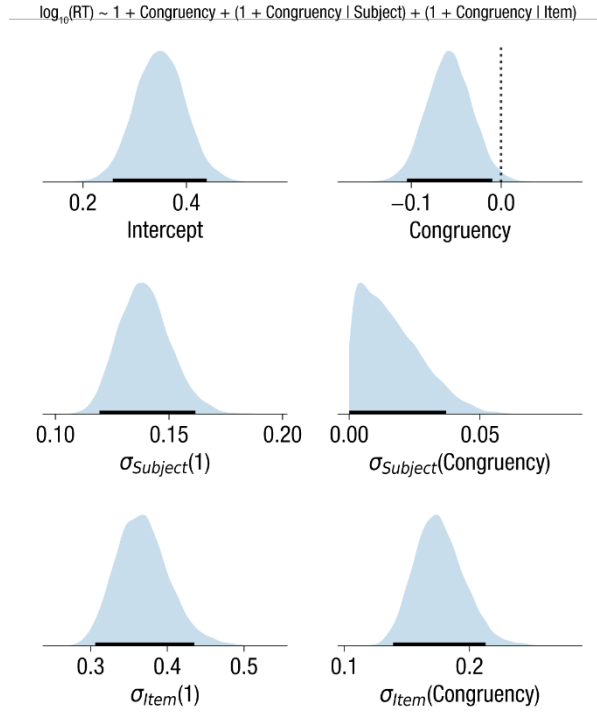 log₁₀(RT) ~ 1 + Congruency + (1 + Congruency | Subject) + (1 + Congruency | Item)
0.2 0.4
Intercept
−0.1 0.0
Congruency
0.10 0.15 0.20
σSubject(1)
0.00 0.05
σSubject(Congruency)
0.3 0.4 0.5
σItem(1)
0.1 0.2
σItem(Congruency)